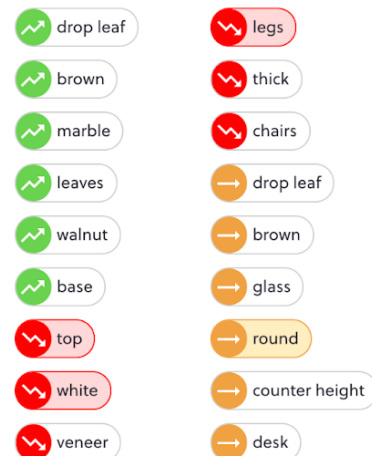 drop leaf
brown
marble
leaves
walnut
base
top
white
veneer
legs
thick
chairs
drop leaf
brown
glass
round
counter height
desk